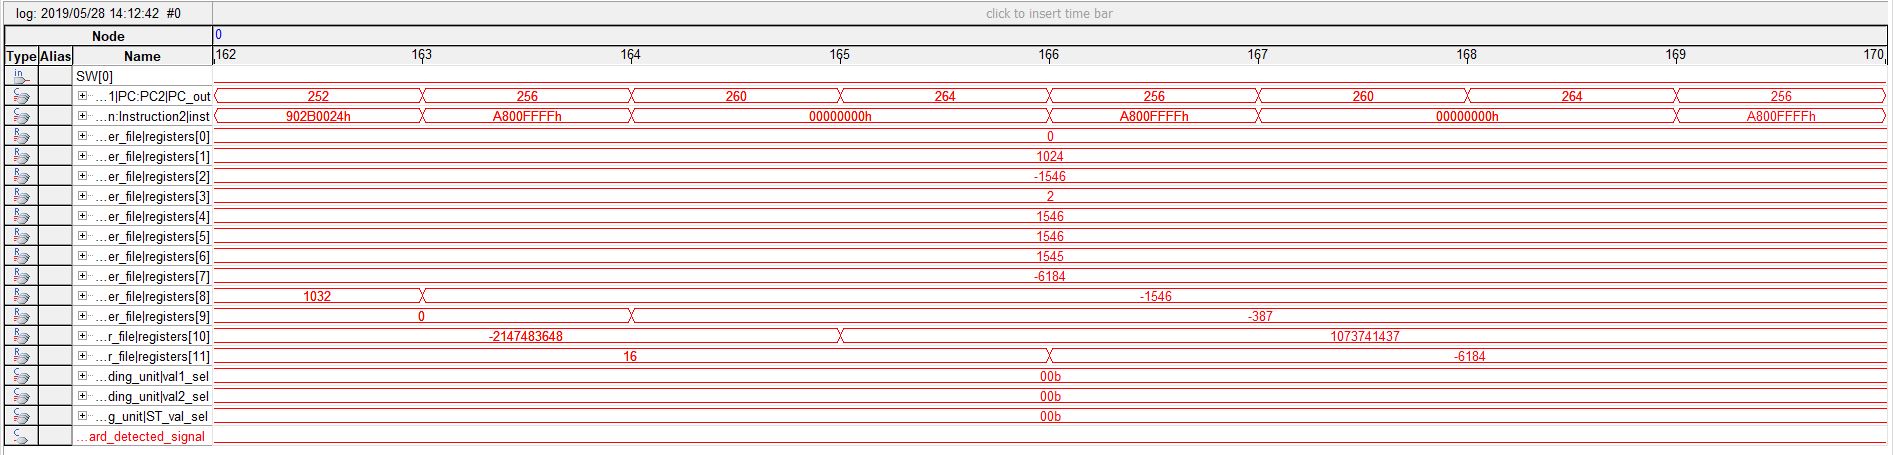 log: 2019/05/28 14:12:42 #0 click to insert time bar
Node 0
Type Alias Name 162 163 164 165 166 167 168 169 170
in SW[0]
C ...1|PC:PC2|PC_out 252 256 260 264 256 260 264 256
C ...n:Instruction2|inst 902B0024h A800FFFFh 00000000h A800FFFFh 00000000h A800FFFFh
R ...er_file|registers[0] 0
R ...er_file|registers[1] 1024
R ...er_file|registers[2] -1546
R ...er_file|registers[3] 2
R ...er_file|registers[4] 1546
R ...er_file|registers[5] 1546
R ...er_file|registers[6] 1545
R ...er_file|registers[7] -6184
R ...er_file|registers[8] 1032 -1546
R ...er_file|registers[9] 0 -387
R ...r_file|registers[10] -2147483648 1073741437
R ...r_file|registers[11] 16 -6184
C ...ding_unit|val1_sel 00b
C ...ding_unit|val2_sel 00b
C ...g_unit|ST_val_sel 00b
C ...ard_detected_signal